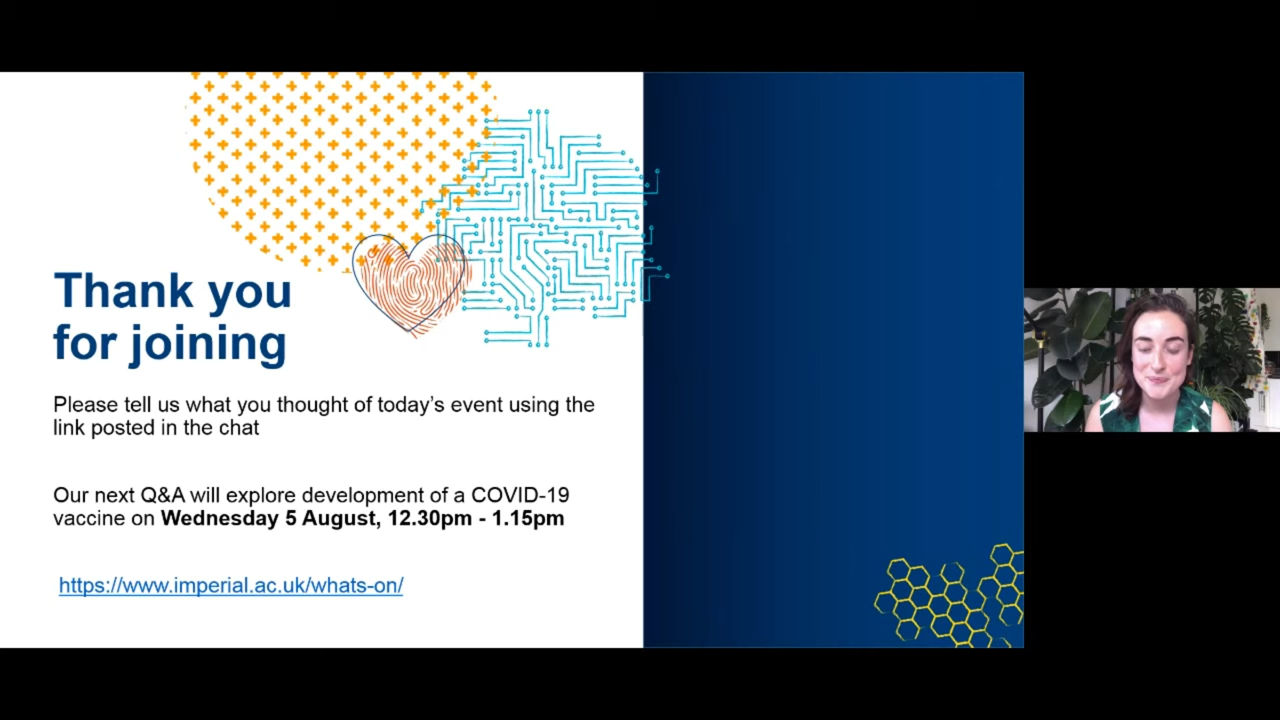 Thank you
for joining
Please tell us what you thought of today's event using the
link posted in the chat
Our next Q&A will explore development of a COVID-19
vaccine on Wednesday 5 August, 12.30pm - 1.15pm
https://www.imperial.ac.uk/whats-on/